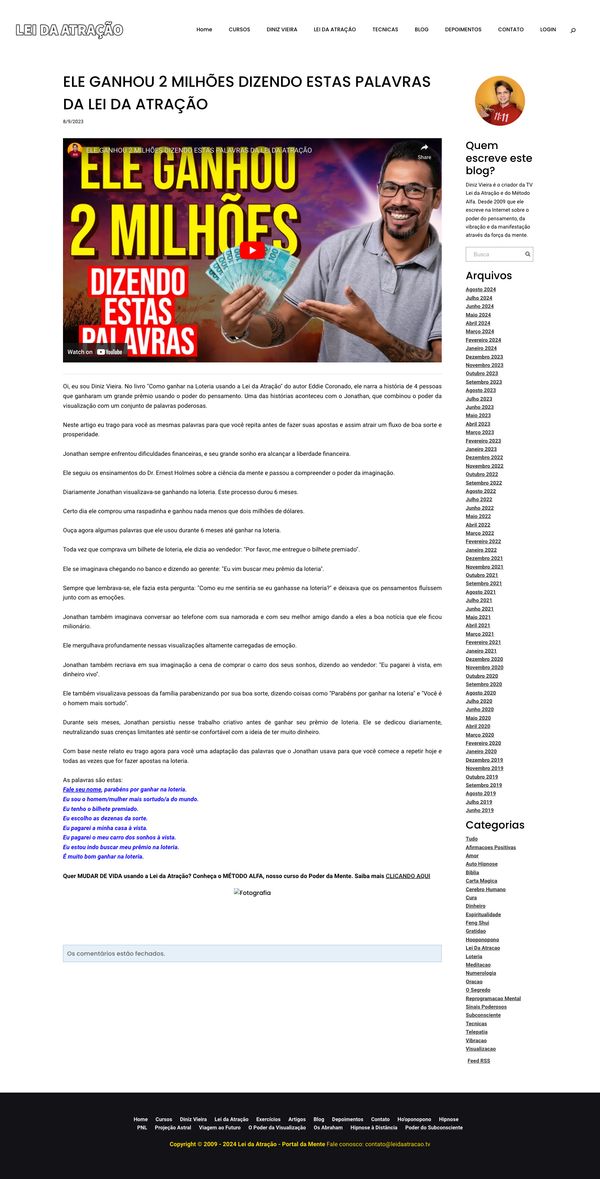 LEI DA ATRAÇÃO
Home
CURSOS
DINIZ VIEIRA
LEI DA ATRAÇÃO
TECNICAS
BLOG
DEPOIMENTOS
CONTATO
LOGIN
ELE GANHOU 2 MILHÕES DIZENDO ESTAS PALAVRAS
DA LEI DA ATRAÇÃO
8/9/2023
ELE GANHOU 2 MILHÕES DIZENDO ESTAS PALAVRAS DA LEI DA ATRAÇÃO
Share
ELE GANHOU
2 MILHÕES
DIZENDO
ESTAS
PALAVRAS
Watch on YouTube
Oi, eu sou Diniz Vieira. No livro "Como ganhar na Loteria usando a Lei da Atração" do autor Eddie Coronado, ele narra a história de 4 pessoas
que ganharam um grande prêmio usando o poder do pensamento. Uma das histórias aconteceu com o Jonathan, que combinou o poder da
visualização com um conjunto de palavras poderosas.
Neste artigo eu trago para você as mesmas palavras para que você repita antes de fazer suas apostas e assim atrair um fluxo de boa sorte e
prosperidade.
Jonathan sempre enfrentou dificuldades financeiras, e seu grande sonho era alcançar a liberdade financeira.
Ele seguiu os ensinamentos do Dr. Ernest Holmes sobre a ciência da mente e passou a compreender o poder da imaginação.
Diariamente Jonathan visualizava-se ganhando na loteria. Este processo durou 6 meses.
Certo dia ele comprou uma raspadinha e ganhou nada menos que dois milhões de dólares.
Ouça agora algumas palavras que ele usou durante 6 meses até ganhar na loteria.
Toda vez que comprava um bilhete de loteria, ele dizia ao vendedor: "Por favor, me entregue o bilhete premiado".
Ele se imaginava chegando no banco e dizendo ao gerente: "Eu vim buscar meu prêmio da loteria".
Sempre que lembrava-se, ele fazia esta pergunta: "Como eu me sentiria se eu ganhasse na loteria?" e deixava que os pensamentos fluíssem
junto com as emoções.
Jonathan também imaginava conversar ao telefone com sua namorada e com seu melhor amigo dando a eles a boa notícia que ele ficou
milionário.
Ele mergulhava profundamente nessas visualizações altamente carregadas de emoção.
Jonathan também recriava em sua imaginação a cena de comprar o carro dos seus sonhos, dizendo ao vendedor: "Eu pagarei à vista, em
dinheiro vivo".
Ele também visualizava pessoas da família parabenizando por sua boa sorte, dizendo coisas como "Parabéns por ganhar na loteria" e "Você é
o homem mais sortudo".
Durante seis meses, Jonathan persistiu nesse trabalho criativo antes de ganhar seu prêmio de loteria. Ele se dedicou diariamente,
neutralizando suas crenças limitantes até sentir-se confortável com a ideia de ter muito dinheiro.
Com base neste relato eu trago agora para você uma adaptação das palavras que o Jonathan usava para que você comece a repetir hoje e
todas as vezes que for fazer apostas na loteria.
As palavras são estas:
Fale seu nome, parabéns por ganhar na loteria.
Eu sou o homem/mulher mais sortudo/a do mundo.
Eu tenho o bilhete premiado.
Eu escolho as dezenas da sorte.
Eu pagarei a minha casa à vista.
Eu pagarei o meu carro dos sonhos à vista.
Eu estou indo buscar meu prêmio na loteria.
É muito bom ganhar na loteria.
Quer MUDAR DE VIDA usando a Lei da Atração? Conheça o MÉTODO ALFA, nosso curso do Poder da Mente. Saiba mais CLICANDO AQUI
Fotografia
Os comentários estão fechados.
11:11
Quem
escreve este
blog?
Diniz Vieira é o criador da TV
Lei da Atração e do Método
Alfa. Desde 2009 que ele
escreve na Internet sobre o
poder do pensamento, da
vibração e da manifestação
através da força da mente.
Busca
Arquivos
Agosto 2024
Julho 2024
Junho 2024
Maio 2024
Abril 2024
Março 2024
Fevereiro 2024
Janeiro 2024
Dezembro 2023
Novembro 2023
Outubro 2023
Setembro 2023
Agosto 2023
Julho 2023
Junho 2023
Maio 2023
Abril 2023
Março 2023
Fevereiro 2023
Janeiro 2023
Dezembro 2022
Novembro 2022
Outubro 2022
Setembro 2022
Agosto 2022
Julho 2022
Junho 2022
Maio 2022
Abril 2022
Março 2022
Fevereiro 2022
Janeiro 2022
Dezembro 2021
Novembro 2021
Outubro 2021
Setembro 2021
Agosto 2021
Julho 2021
Junho 2021
Maio 2021
Abril 2021
Março 2021
Fevereiro 2021
Janeiro 2021
Dezembro 2020
Novembro 2020
Outubro 2020
Setembro 2020
Agosto 2020
Julho 2020
Junho 2020
Maio 2020
Abril 2020
Março 2020
Fevereiro 2020
Janeiro 2020
Dezembro 2019
Novembro 2019
Outubro 2019
Setembro 2019
Agosto 2019
Julho 2019
Junho 2019
Categorias
Tudo
Afirmacoes Positivas
Amor
Auto Hipnose
Bíblia
Carta Magica
Cerebro Humano
Cura
Dinheiro
Espiritualidade
Feng Shui
Gratidao
Hooponopono
Lei Da Atracao
Loteria
Meditacao
Numerologia
Oracao
O Segredo
Reprogramacao Mental
Sinais Poderosos
Subconsciente
Tecnicas
Telepatia
Vibracao
Visualizacao
Feed RSS
Home Cursos Diniz Vieira Lei da Atração Exercícios Artigos Blog Depoimentos Contato Ho'oponopono Hipnose
PNL Projeção Astral Viagem ao Futuro O Poder da Visualização Os Abraham Hipnose à Distância Poder do Subconsciente
Copyright © 2009 - 2024 Lei da Atração - Portal da Mente Fale conosco: contato@leidaatracao.tv